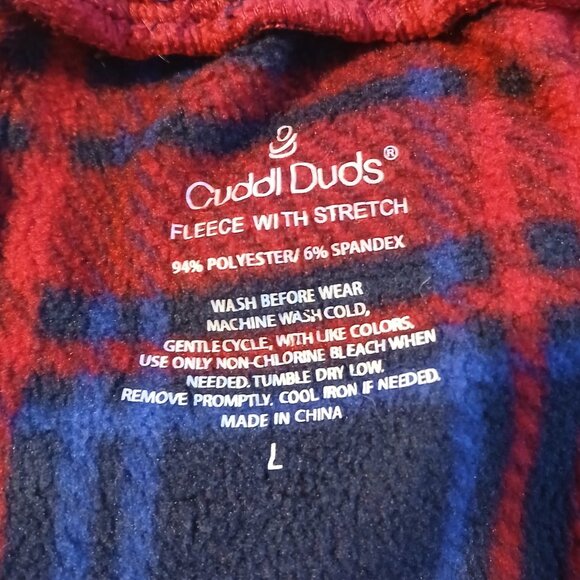 Cuddl Duds®
FLEECE WITH STRETCH
94% POLYESTER/ 6% SPANDEX
WASH BEFORE WEAR
MACHINE WASH COLD,
GENTLE CYCLE, WITH LIKE COLORS.
USE ONLY NON-CHLORINE BLEACH WHEN
NEEDED. TUMBLE DRY LOW.
REMOVE PROMPTLY. COOL IRON IF NEEDED.
MADE IN CHINA
L